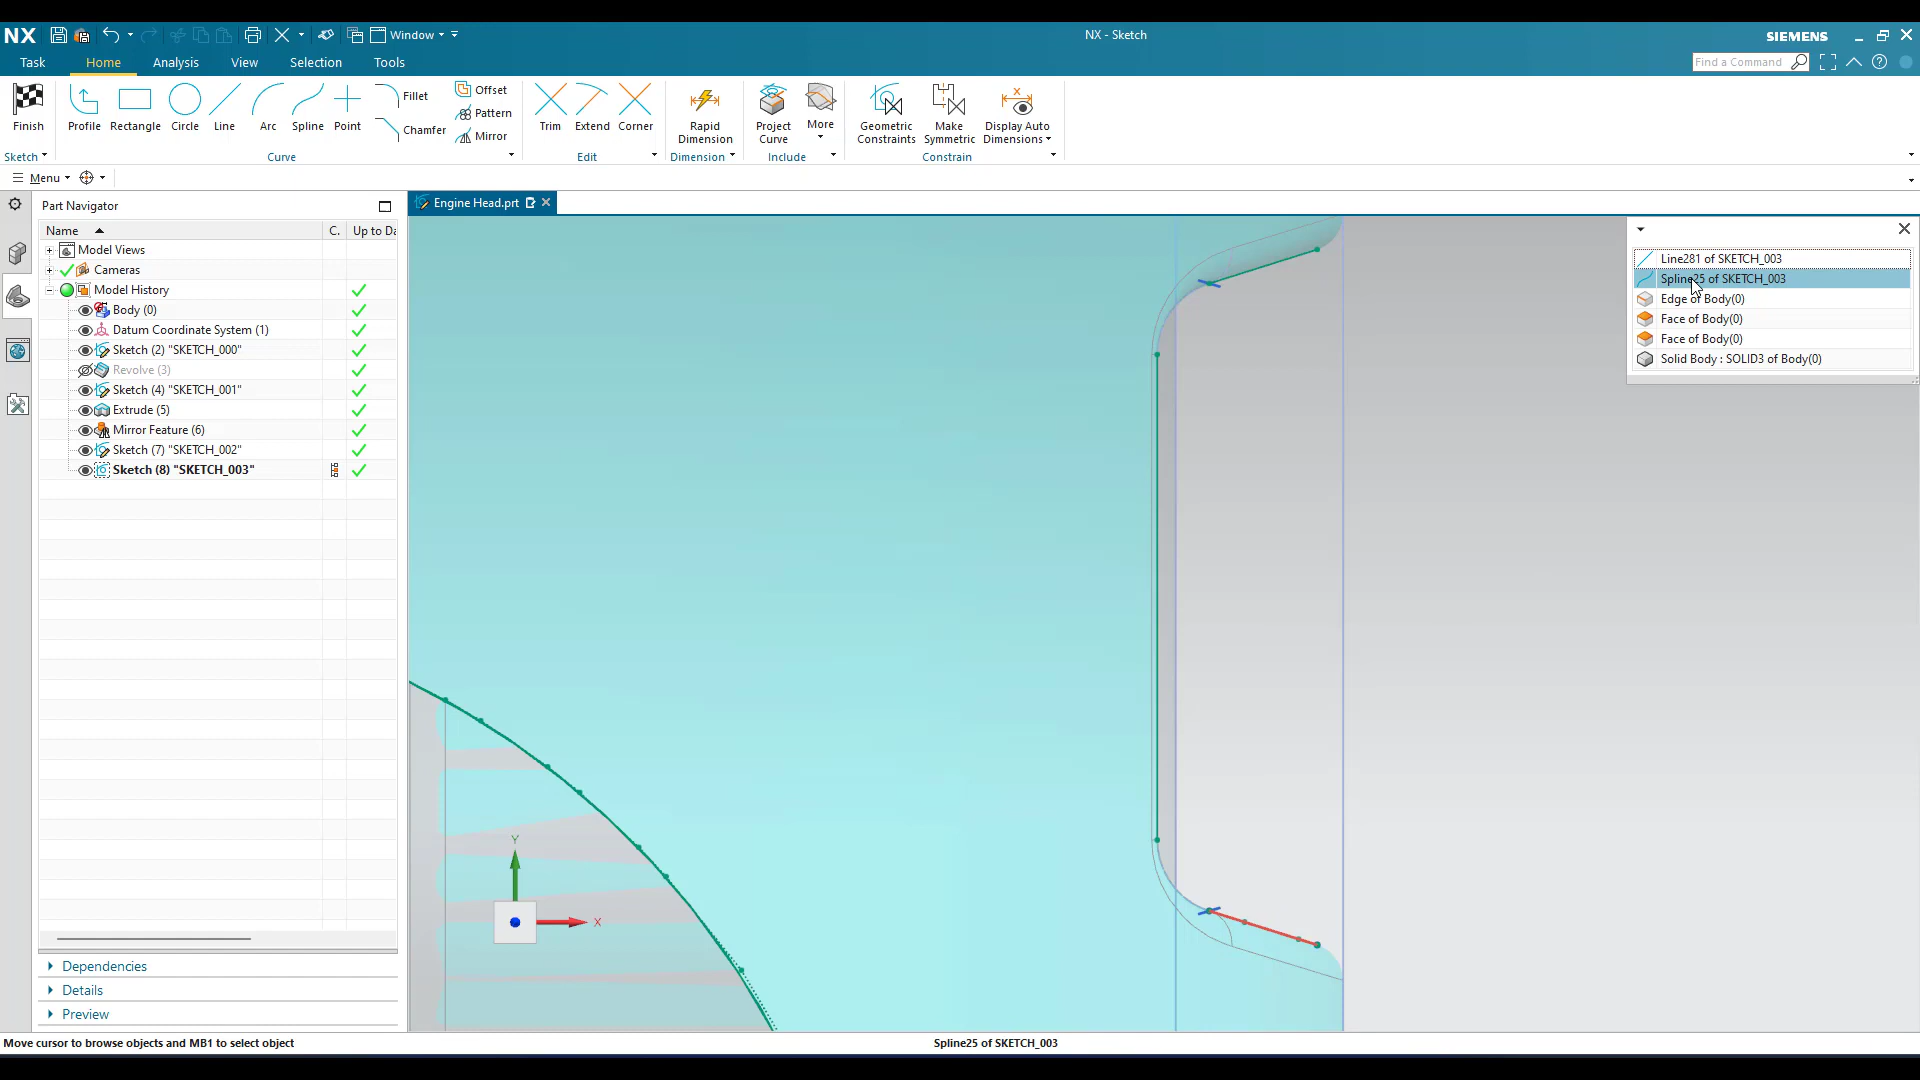 NX
Window
NX - Sketch
SIEMENS
Task
Home
Analysis
View
Selection
Tools
Find a Command
Finish
Profile
Rectangle
Circle
Line
Arc
Spline
Point
Fillet
Chamfer
Offset
Pattern
Mirror
Trim
Extend
Corner
Rapid
Dimension
Project
Curve
More
Geometric
Constraints
Make
Symmetric
Display Auto
Dimensions
Sketch
Curve
Edit
Dimension
Include
Constrain
Menu
Part Navigator
Engine Head.prt
Name
C.
Up to Da
Model Views
Cameras
Model History
Body (0)
Datum Coordinate System (1)
Sketch (2) "SKETCH_000"
Revolve (3)
Sketch (4) "SKETCH_001"
Extrude (5)
Mirror Feature (6)
Sketch (7) "SKETCH_002"
Sketch (8) "SKETCH_003"
Line281 of SKETCH_003
Spline25 of SKETCH_003
Edge of Body(0)
Face of Body(0)
Face of Body(0)
Solid Body : SOLID3 of Body(0)
Y
X
Dependencies
Details
Preview
Move cursor to browse objects and MB1 to select object
Spline25 of SKETCH_003